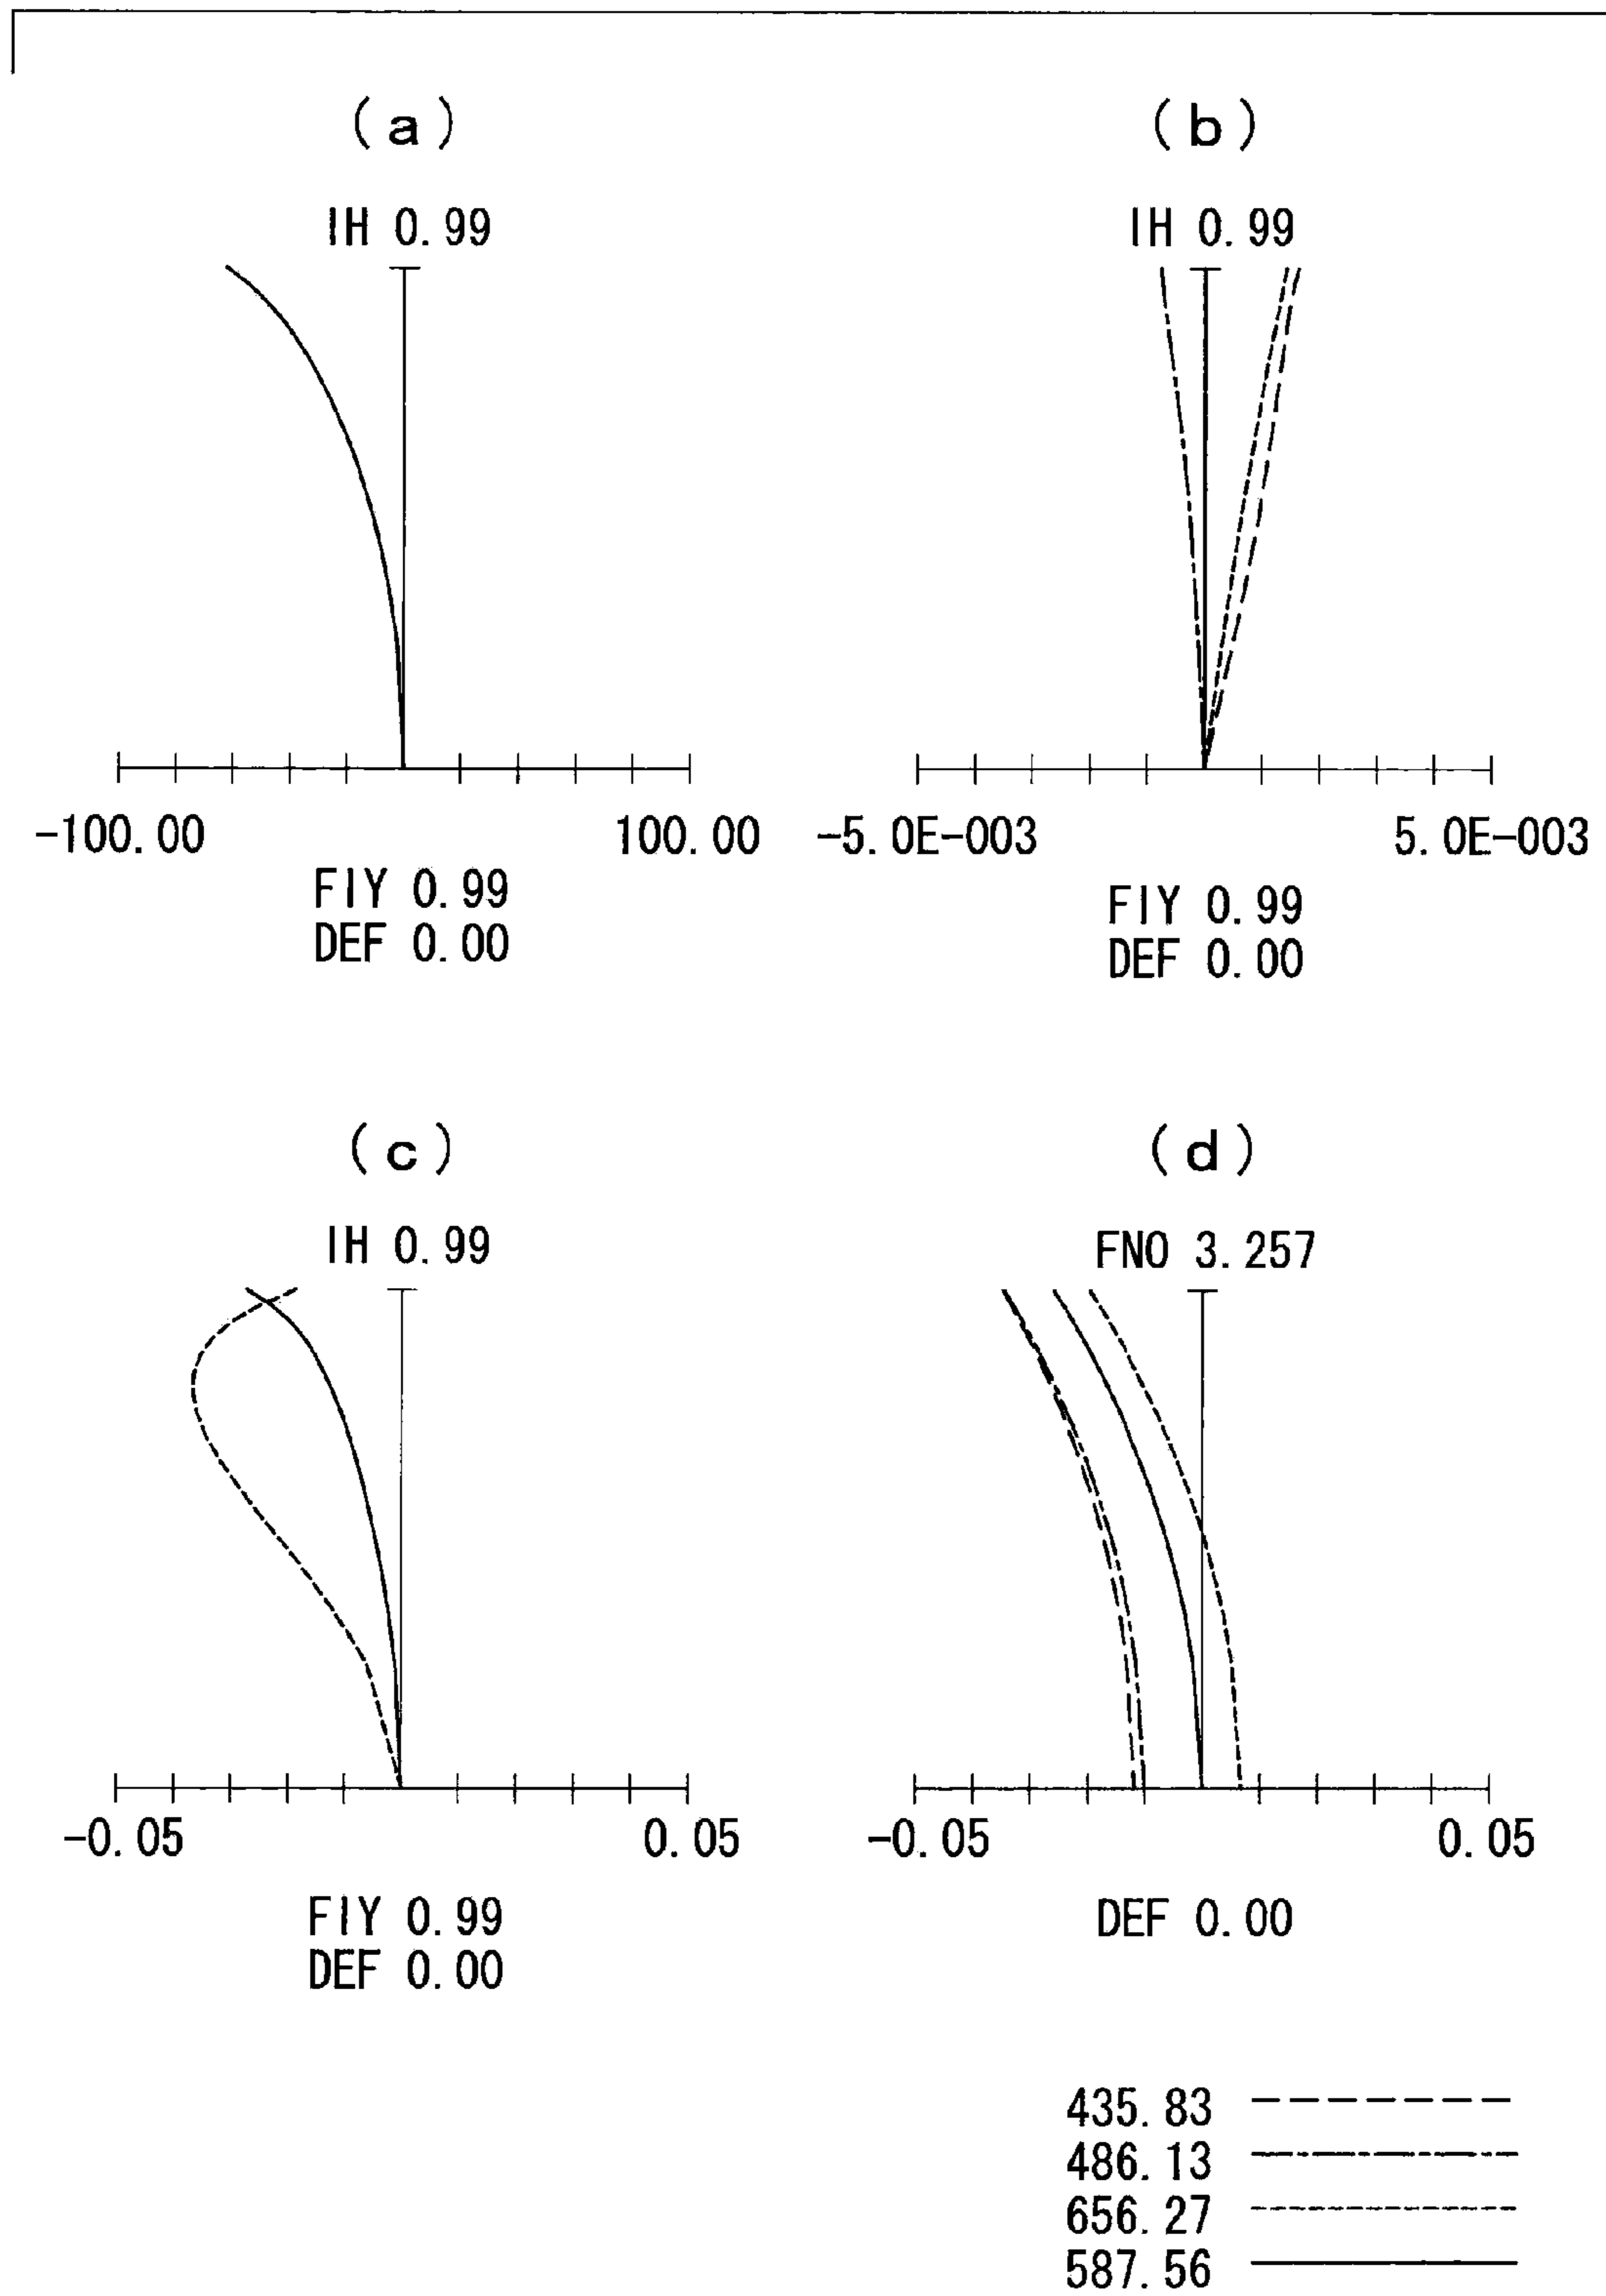 (a)
IH 0.99
-100.00
100.00
FIY 0.99
DEF 0.00
(b)
IH 0.99
-5.0E-003
5.0E-003
FIY 0.99
DEF 0.00
(c)
IH 0.99
-0.05
0.05
FIY 0.99
DEF 0.00
(d)
FNO 3.257
-0.05
0.05
DEF 0.00
435.83
486.13
656.27
587.56